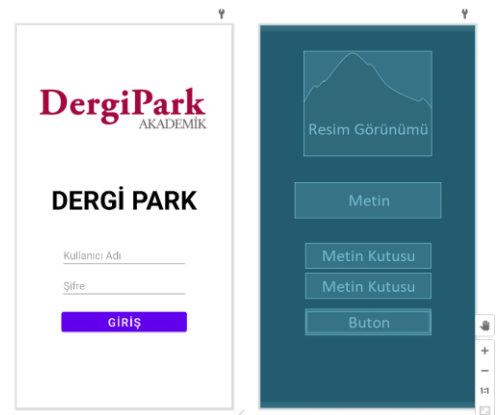 DergiPark
AKADEMİK
DERGİ PARK
Kullanıcı Adı
Şifre
GİRİŞ
Resim Görünümü
Metin
Metin Kutusu
Metin Kutusu
Buton
1:1